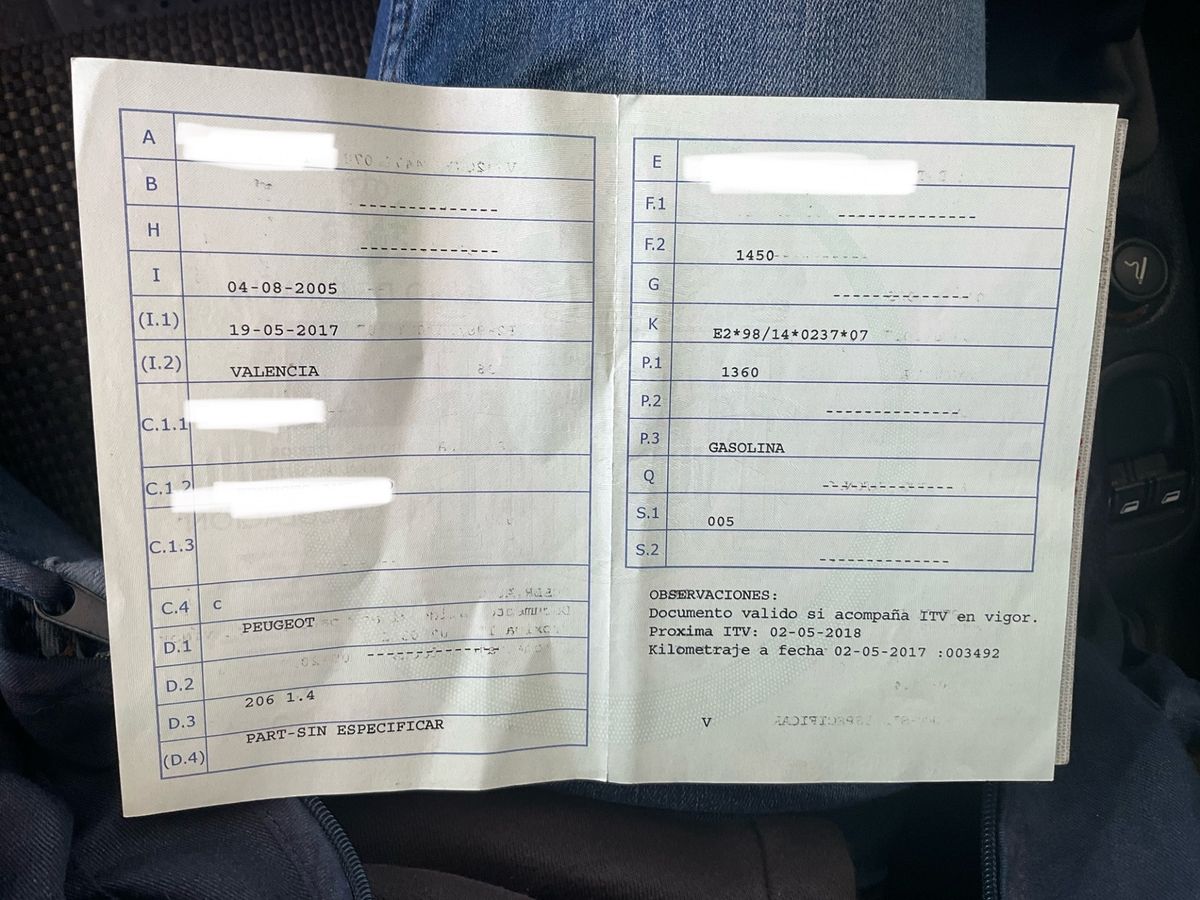 A
B
-------------
H
-------------
I 04-08-2005
(I.1) 19-05-2017
(I.2) VALENCIA
C.1.1
C.1.2
C.1.3
C.4 C
D.1 PEUGEOT
D.2 -------------
D.3 206 1.4
(D.4) PART-SIN ESPECIFICAR
E
F.1 -------------
F.2 1450
G -------------
K E2*98/14*0237*07
P.1 1360
P.2 -------------
P.3 GASOLINA
Q -------------
S.1 005
S.2 -------------
OBSERVACIONES:
Documento valido si acompaña ITV en vigor.
Proxima ITV: 02-05-2018
Kilometraje a fecha 02-05-2017 :003492
V